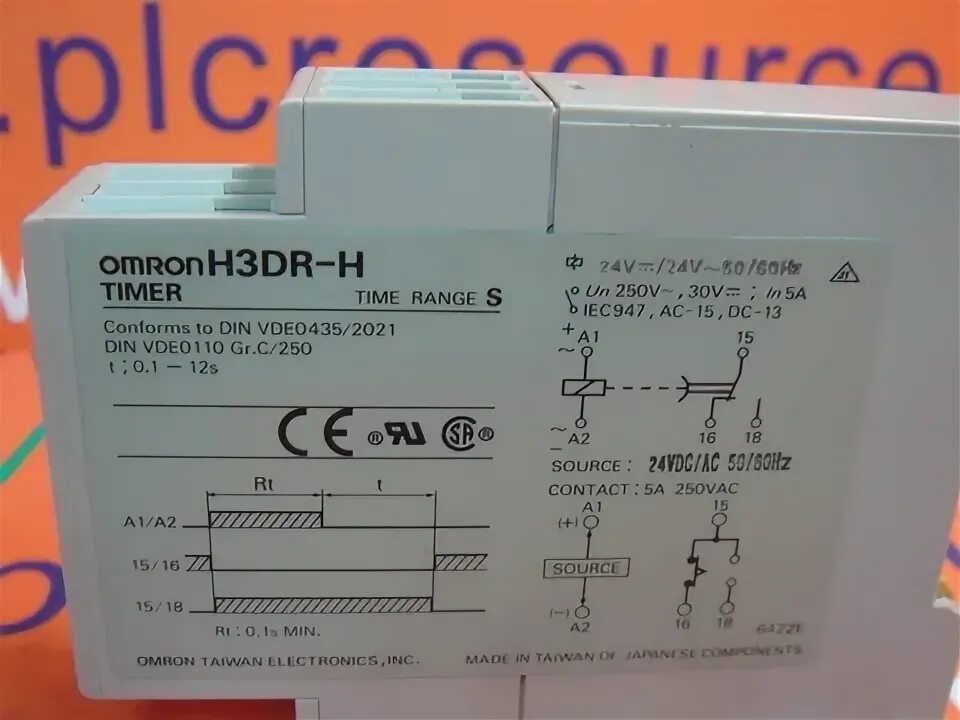 .plcresource
OMRON H3DR-H
TIMER
TIME RANGE S
Conforms to DIN VDE0435/2021
DIN VDE0110 Gr.C/250
t ; 0.1 — 12s
CE ® RU SA ®
Rt t
A1/A2
15/16
15/18
Rt : 0.1s MIN.
OMRON TAIWAN ELECTRONICS, INC.
24V⎓/24V~50/60Hz
Un 250V~, 30V⎓ ; In 5A
IEC947, AC-15, DC-13
+
~ A1 15
~ A2 16 18
−
SOURCE : 24VDC/AC 50/60Hz
CONTACT : 5A 250VAC
A1 15
(+)
SOURCE
(−)
A2 16 18
MADE IN TAIWAN OF JAPANESE COMPONENTS